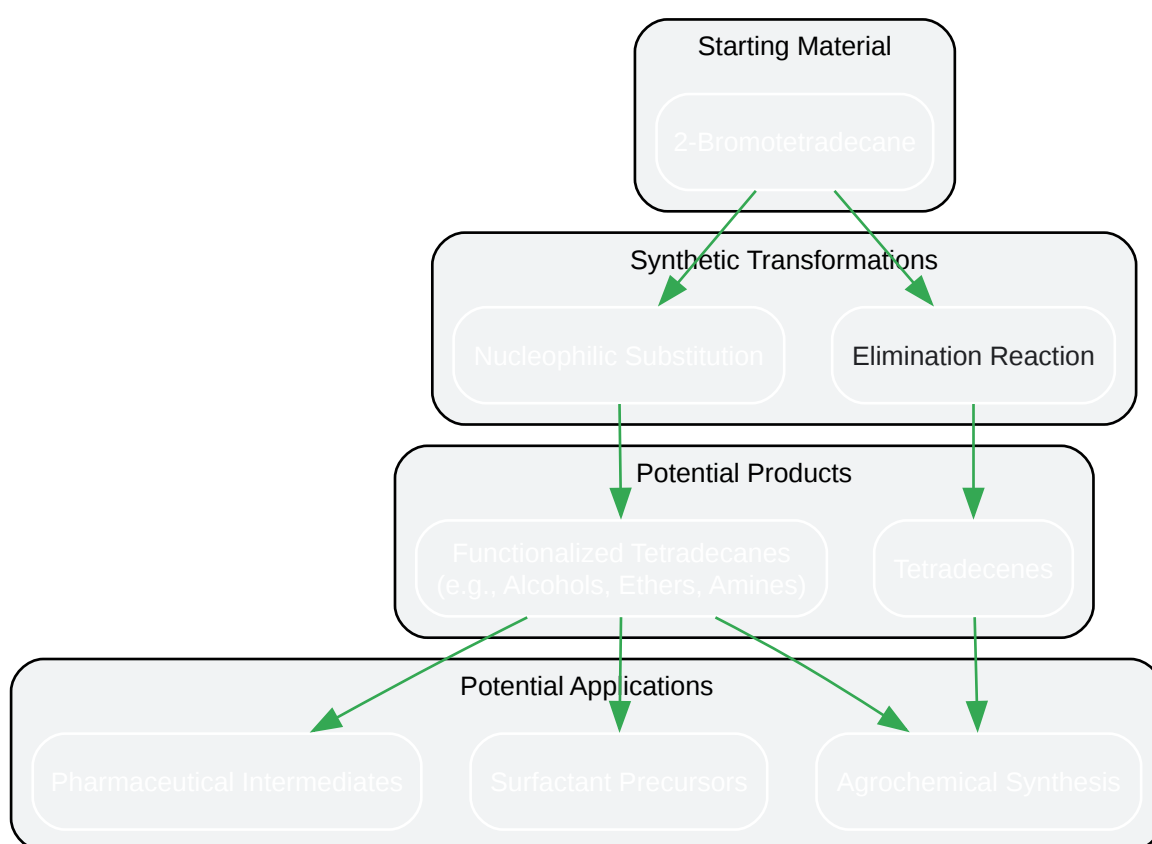 Starting Material
2-Bromotetradecane
Synthetic Transformations
Nucleophilic Substitution
Elimination Reaction
Potential Products
Functionalized Tetradecanes
(e.g., Alcohols, Ethers, Amines)
Tetradecenes
Potential Applications
Pharmaceutical Intermediates
Surfactant Precursors
Agrochemical Synthesis